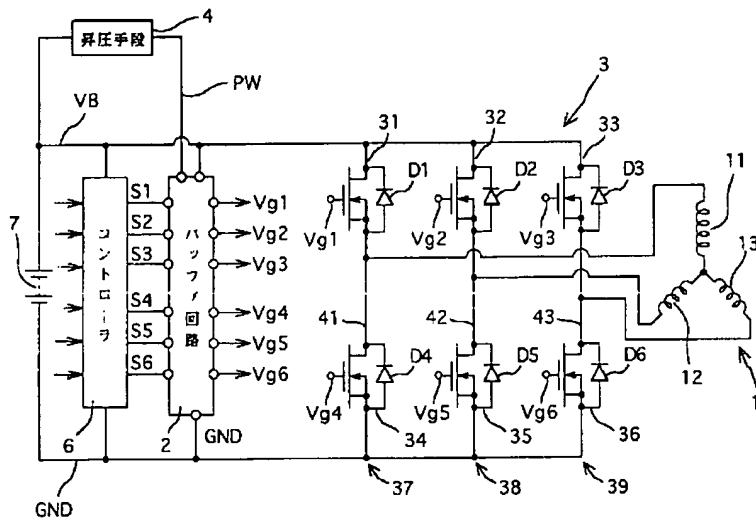 4
昇圧手段
PW
3
VB
31
32
33
11
S1
S2
S3
S4
S5
S6
コントローラ
バッファ回路
Vg1
Vg2
Vg3
Vg4
Vg5
Vg6
D1
D2
D3
Vg1
Vg2
Vg3
7
13
41
42
43
12
1
D4
D5
D6
Vg4
Vg5
Vg6
6
2
GND
34
35
36
GND
37
38
39